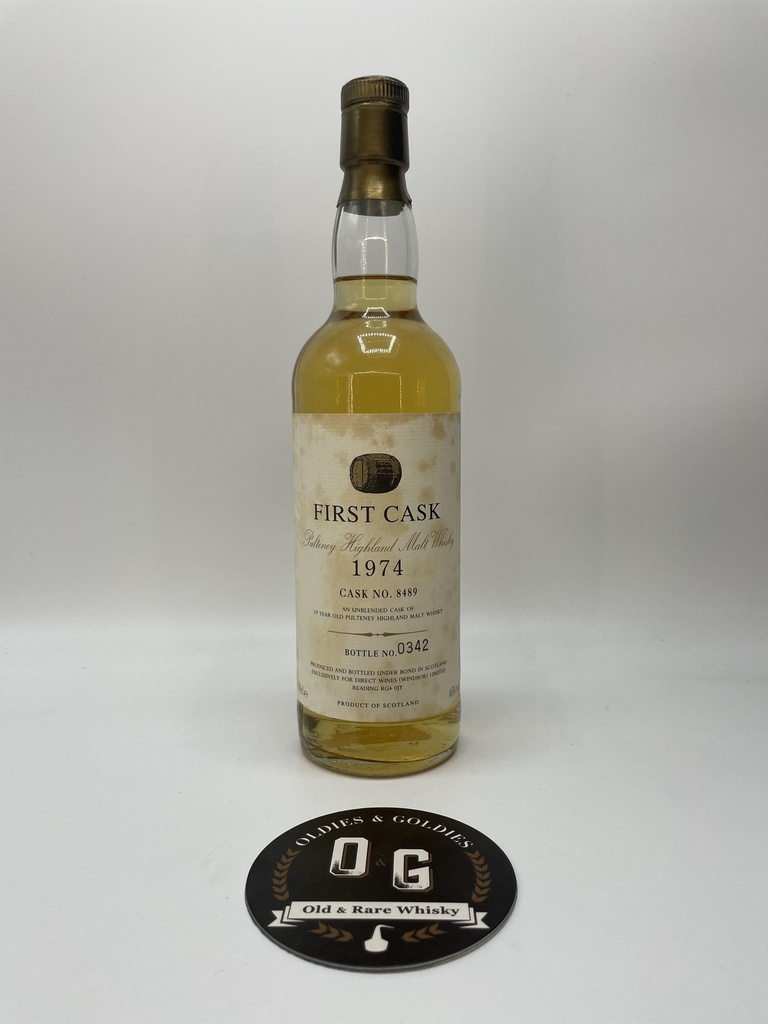 FIRST CASK
Pulteney Highland Malt Whisky
1974
CASK NO. 8489
AN UNBLENDED CASK OF
19 YEAR OLD PULTENEY HIGHLAND MALT WHISKY
BOTTLE NO. 0342
PRODUCED AND BOTTLED UNDER BOND IN SCOTLAND
EXCLUSIVELY FOR DIRECT WINES (WINDSOR) LIMITED
READING RG4 0JY
PRODUCT OF SCOTLAND
OLDIES & GOLDIES
O & G
Old & Rare Whisky